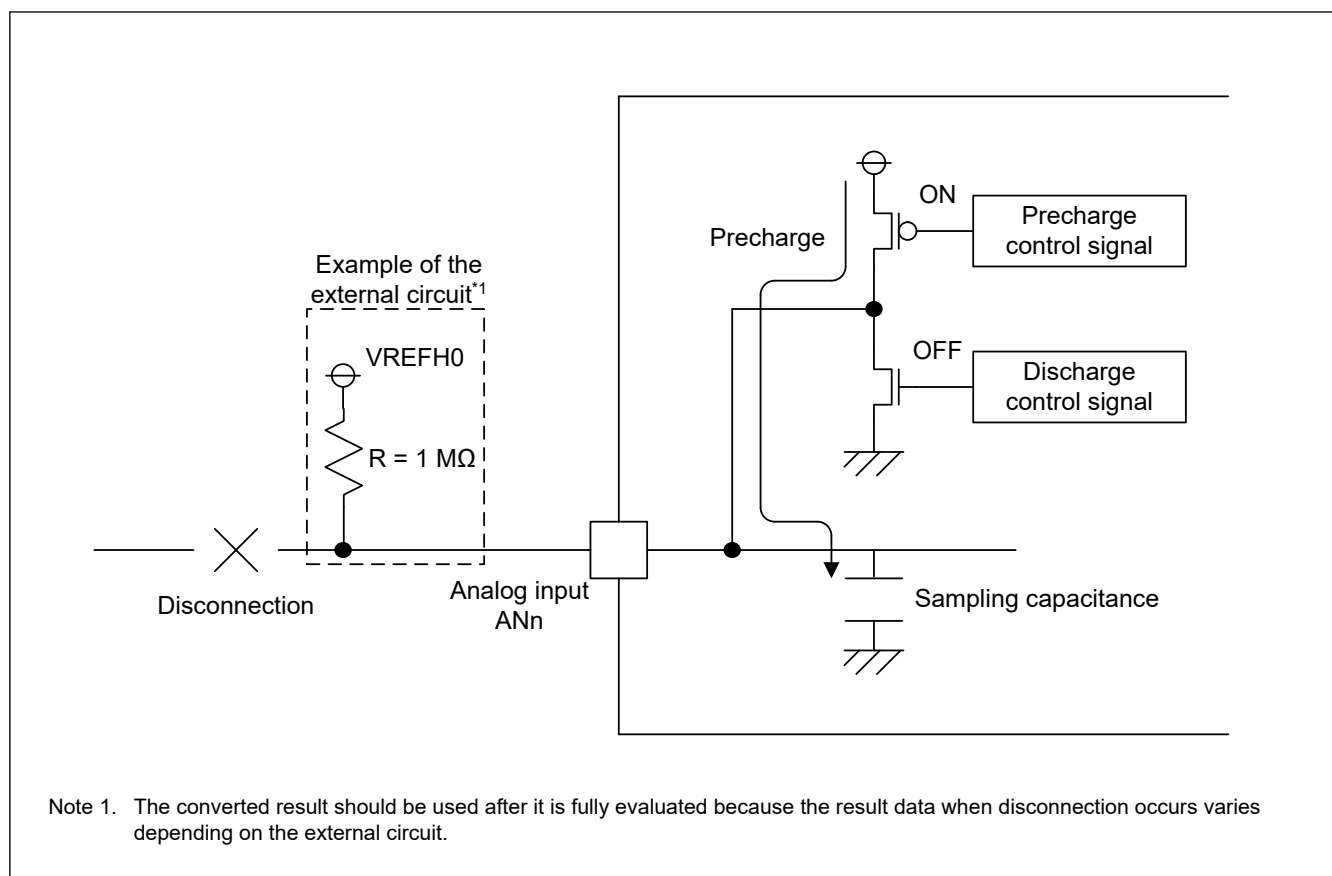 ON
Precharge
control signal
Precharge
Example of the
external circuit*1
VREFH0
OFF
Discharge
control signal
R = 1 MΩ
Disconnection
Analog input
ANn
Sampling capacitance
Note 1. The converted result should be used after it is fully evaluated because the result data when disconnection occurs varies
depending on the external circuit.